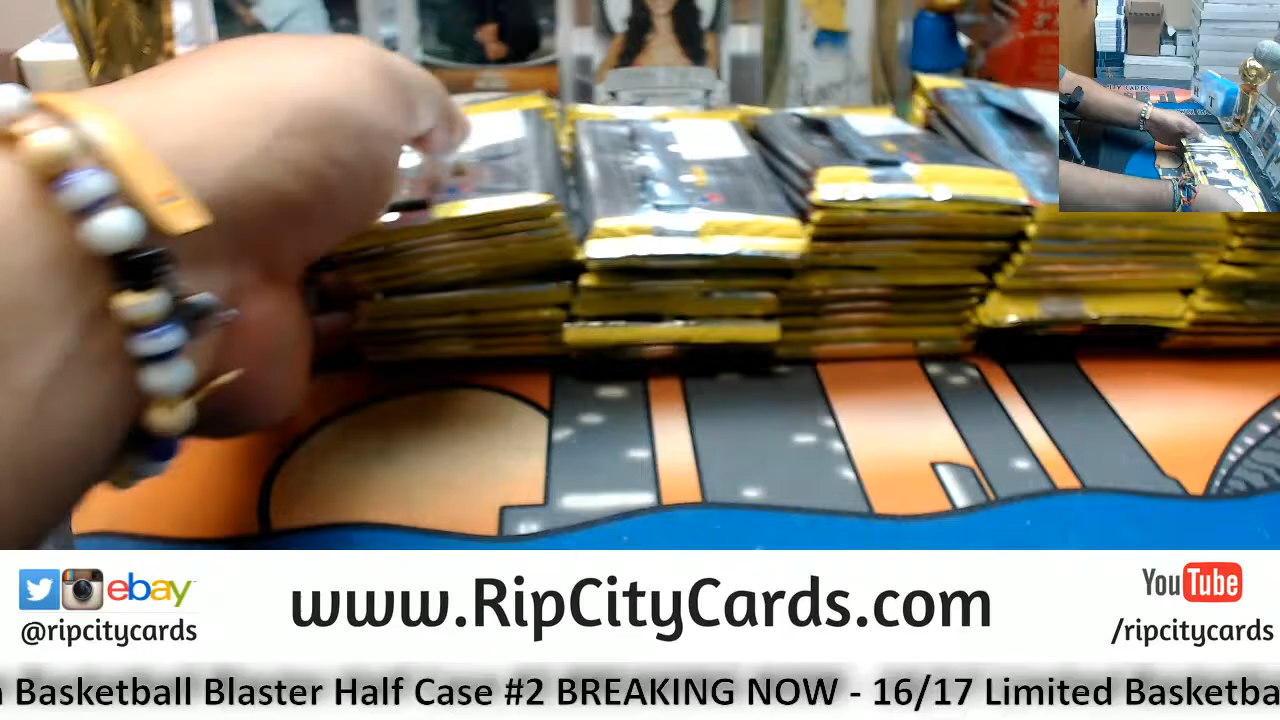 ebay
@ripcitycards
www.RipCityCards.com
YouTube
/ripcitycards
Basketball Blaster Half Case #2 BREAKING NOW - 16/17 Limited Basketba